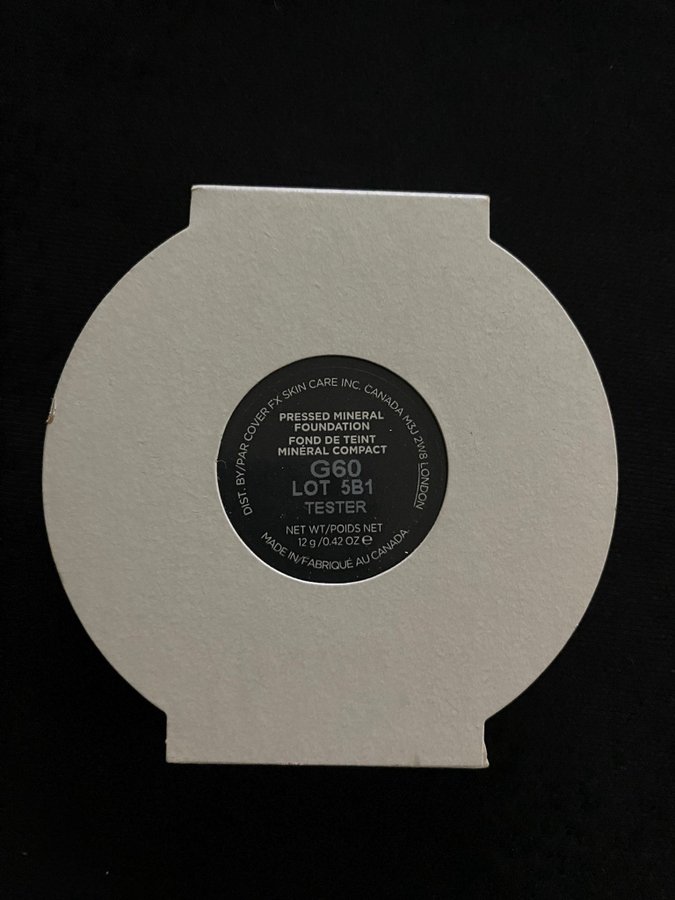 DIST. BY/PAR COVER FX SKIN CARE INC. CANADA M3J 2W8 LONDON
PRESSED MINERAL
FOUNDATION
FOND DE TEINT
MINÉRAL COMPACT
G60
LOT 5B1
TESTER
NET WT/POIDS NET
12 g /0.42 OZ ℮
MADE IN/FABRIQUÉ AU CANADA